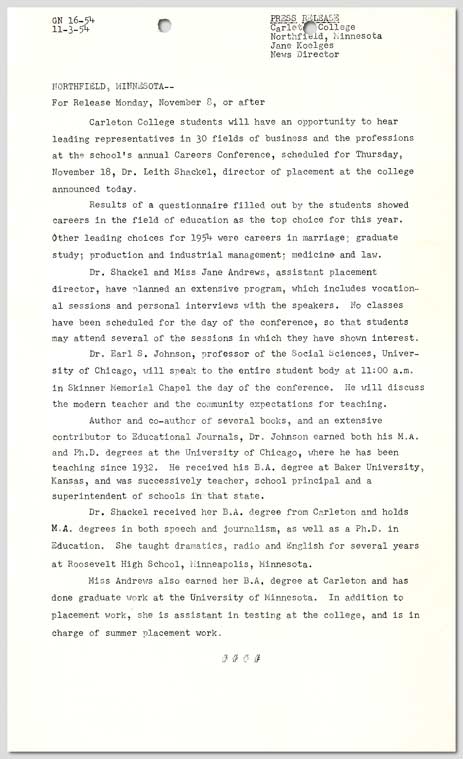 GN 16-54
11-3-54
PRESS RELEASE
Carleton College
Northfield, Minnesota
Jane Koelges
News Director
NORTHFIELD, MINNESOTA--
For Release Monday, November 8, or after
Carleton College students will have an opportunity to hear
leading representatives in 30 fields of business and the professions
at the school's annual Careers Conference, scheduled for Thursday,
November 18, Dr. Leith Shackel, director of placement at the college
announced today.
Results of a questionnaire filled out by the students showed
careers in the field of education as the top choice for this year.
Other leading choices for 1954 were careers in marriage; graduate
study; production and industrial management; medicine and law.
Dr. Shackel and Miss Jane Andrews, assistant placement
director, have planned an extensive program, which includes vocation-
al sessions and personal interviews with the speakers. No classes
have been scheduled for the day of the conference, so that students
may attend several of the sessions in which they have shown interest.
Dr. Earl S. Johnson, professor of the Social Sciences, Univer-
sity of Chicago, will speak to the entire student body at 11:00 a.m.
in Skinner Memorial Chapel the day of the conference. He will discuss
the modern teacher and the community expectations for teaching.
Author and co-author of several books, and an extensive
contributor to Educational Journals, Dr. Johnson earned both his M.A.
and Ph.D. degrees at the University of Chicago, where he has been
teaching since 1932. He received his B.A. degree at Baker University,
Kansas, and was successively teacher, school principal and a
superintendent of schools in that state.
Dr. Shackel received her B.A. degree from Carleton and holds
M.A. degrees in both speech and journalism, as well as a Ph.D. in
Education. She taught dramatics, radio and English for several years
at Roosevelt High School, Minneapolis, Minnesota.
Miss Andrews also earned her B.A. degree at Carleton and has
done graduate work at the University of Minnesota. In addition to
placement work, she is assistant in testing at the college, and is in
charge of summer placement work.